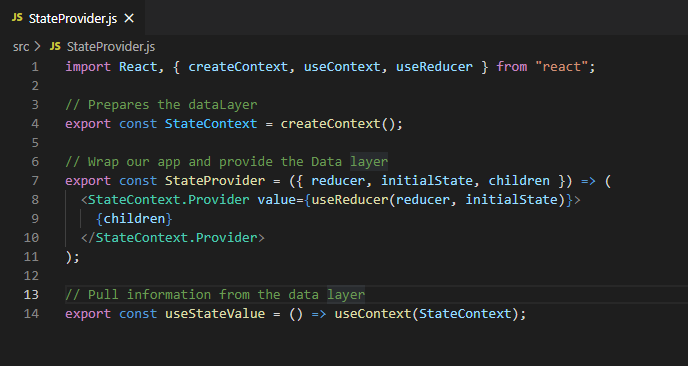 JS StateProvider.js ×
src > JS StateProvider.js
1 import React, { createContext, useContext, useReducer } from "react";
2
3 // Prepares the dataLayer
4 export const StateContext = createContext();
5
6 // Wrap our app and provide the Data layer
7 export const StateProvider = ({ reducer, initialState, children }) => (
8   <StateContext.Provider value={useReducer(reducer, initialState)}>
9     {children}
10   </StateContext.Provider>
11 );
12
13 // Pull information from the data layer
14 export const useStateValue = () => useContext(StateContext);